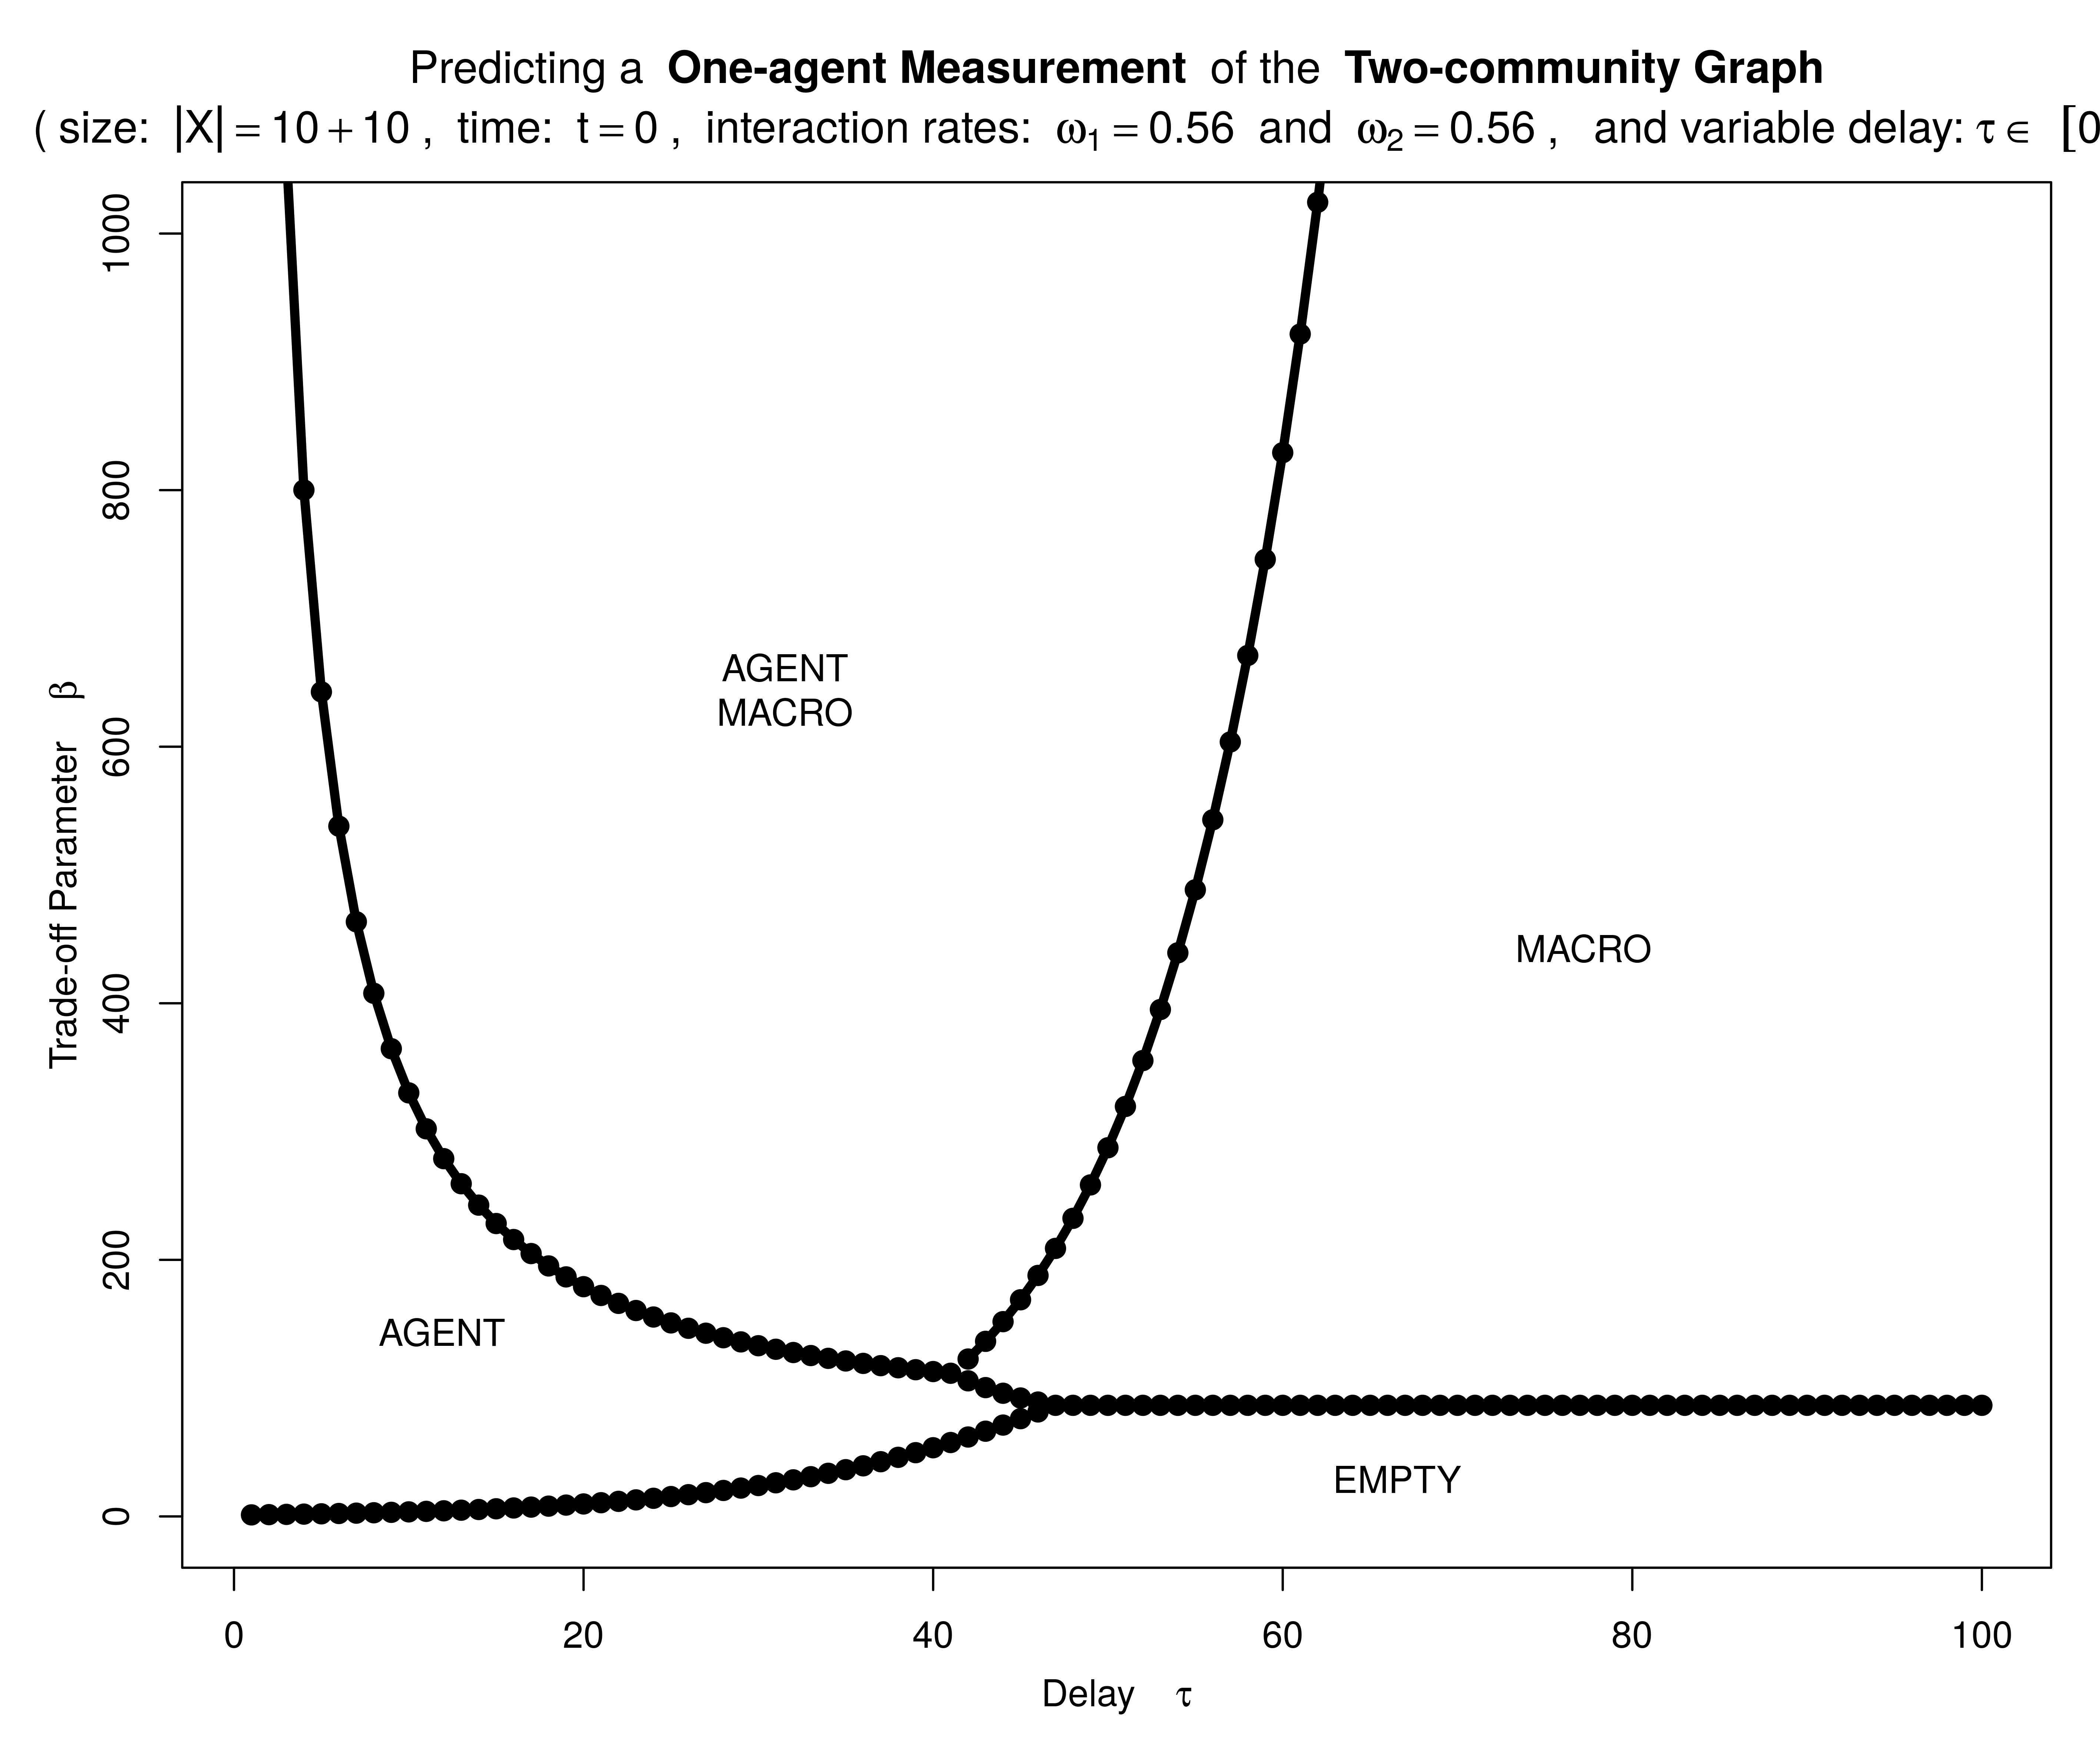 Predicting a One-agent Measurement of the Two-community Graph
( size: |X| = 10 + 10 , time: t = 0 , interaction rates: ω1 = 0.56 and ω2 = 0.56 , and variable delay: τ ∈ [0
1000
800
600
400
200
0
Trade-off Parameter β
AGENT
MACRO
MACRO
AGENT
EMPTY
0 20 40 60 80 100
Delay τ